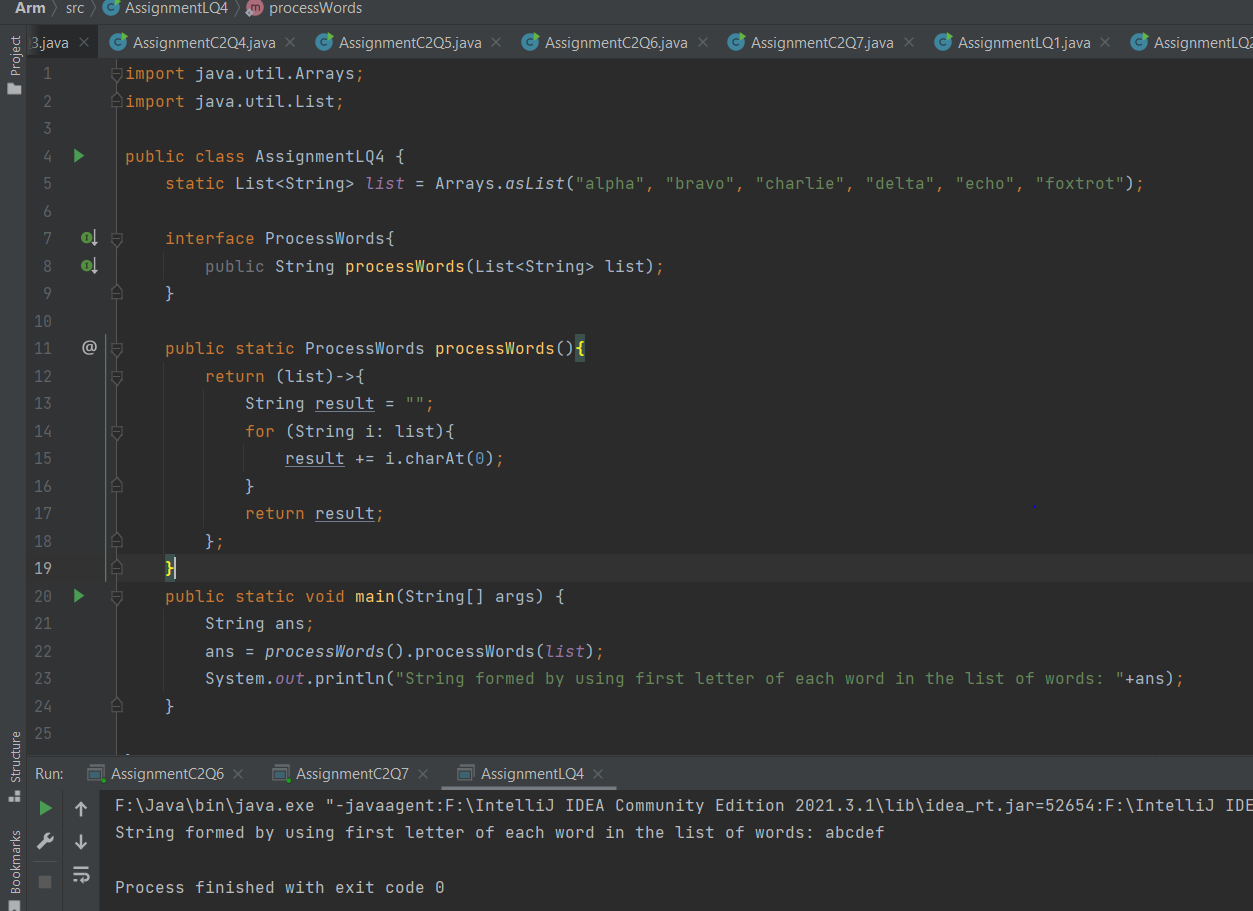 Arm src AssignmentLQ4 processWords
3.java AssignmentC2Q4.java AssignmentC2Q5.java AssignmentC2Q6.java AssignmentC2Q7.java AssignmentLQ1.java AssignmentLQ2
Project
1 import java.util.Arrays;
2 import java.util.List;
3
4 public class AssignmentLQ4 {
5 static List<String> list = Arrays.asList("alpha", "bravo", "charlie", "delta", "echo", "foxtrot");
6
7 interface ProcessWords{
8 public String processWords(List<String> list);
9 }
10
11 @ public static ProcessWords processWords(){
12 return (list)->{
13 String result = "";
14 for (String i: list){
15 result += i.charAt(0);
16 }
17 return result;
18 };
19 }
20 public static void main(String[] args) {
21 String ans;
22 ans = processWords().processWords(list);
23 System.out.println("String formed by using first letter of each word in the list of words: "+ans);
24 }
25
Structure
Bookmarks
Run: AssignmentC2Q6 AssignmentC2Q7 AssignmentLQ4
F:\Java\bin\java.exe "-javaagent:F:\IntelliJ IDEA Community Edition 2021.3.1\lib\idea_rt.jar=52654:F:\IntelliJ IDE
String formed by using first letter of each word in the list of words: abcdef
Process finished with exit code 0